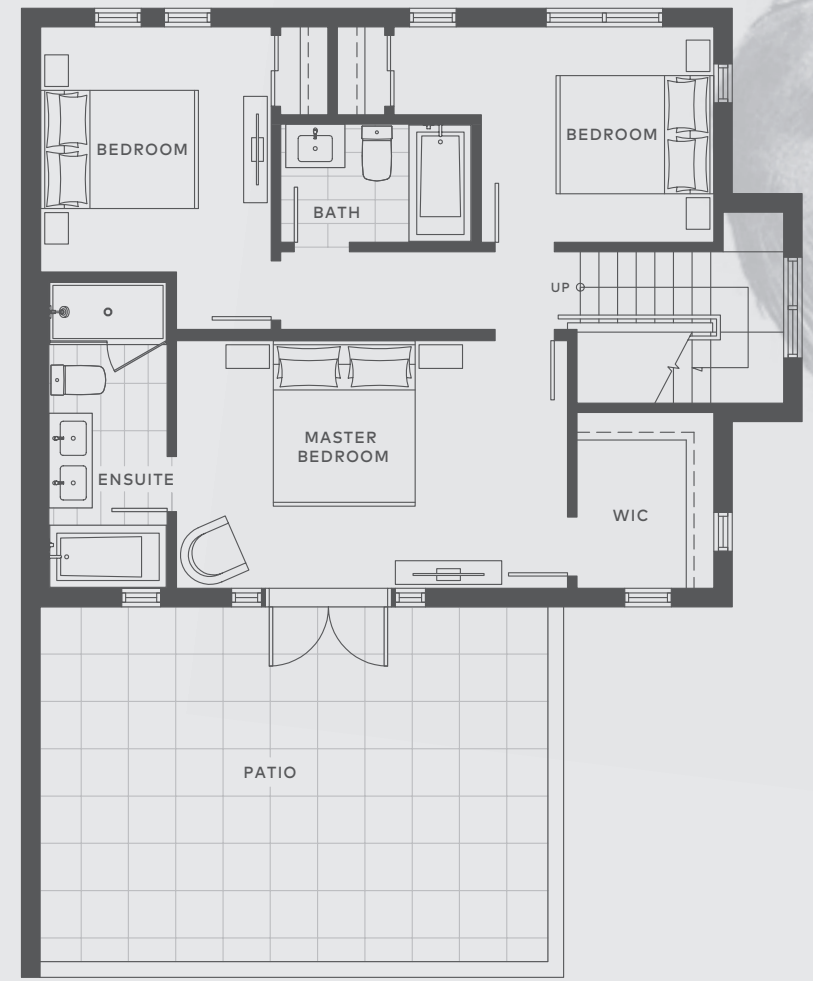 BEDROOM
BEDROOM
BATH
UP
MASTER
BEDROOM
ENSUITE
WIC
PATIO